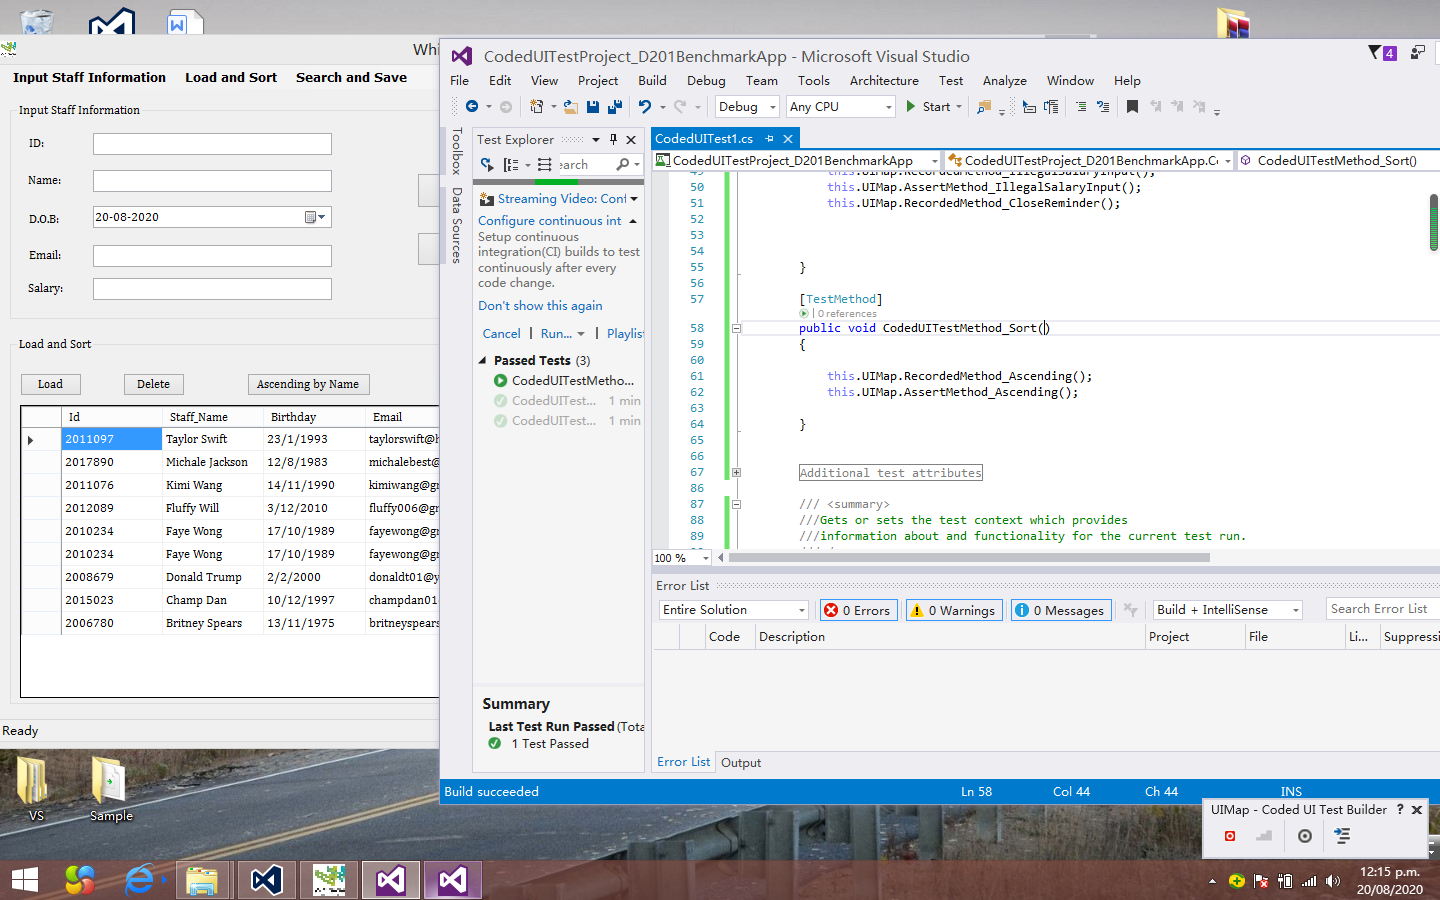 Whi
Input Staff Information Load and Sort Search and Save
Input Staff Information
ID:
Name:
D.O.B: 20-08-2020
Email:
Salary:
Load and Sort
Load Delete Ascending by Name
Id Staff_Name Birthday Email
2011097 Taylor Swift 23/1/1993 taylorswift@h
2017890 Michale Jackson 12/8/1983 michalebest@
2011076 Kimi Wang 14/11/1990 kimiwang@gr
2012089 Fluffy Will 3/12/2010 fluffy006@gr
2010234 Faye Wong 17/10/1989 fayewong@gr
2010234 Faye Wong 17/10/1989 fayewong@gr
2008679 Donald Trump 2/2/2000 donaldt01@y
2015023 Champ Dan 10/12/1997 champdan01
2006780 Britney Spears 13/11/1975 britneyspears
Ready
VS
Sample
CodedUITestProject_D201BenchmarkApp - Microsoft Visual Studio
4
File Edit View Project Build Debug Team Tools Architecture Test Analyze Window Help
Debug Any CPU Start
Toolbox
Data Sources
Test Explorer
earch
Streaming Video: Conf
Configure continuous int
Setup continuous
integration(CI) builds to test
continuously after every
code change.
Don't show this again
Cancel Run... Playlis
Passed Tests (3)
CodedUITestMetho...
CodedUITest... 1 min
CodedUITest... 1 min
Summary
Last Test Run Passed (Tota
1 Test Passed
CodedUITest1.cs
CodedUITestProject_D201BenchmarkApp CodedUITestProject_D201BenchmarkApp.Co CodedUITestMethod_Sort()
49 this.UIMap.RecordedMethod_IllegalSalaryInput();
50 this.UIMap.AssertMethod_IllegalSalaryInput();
51 this.UIMap.RecordedMethod_CloseReminder();
52
53
54
55 }
56
57 [TestMethod]
0 references
58 public void CodedUITestMethod_Sort()
59 {
60
61 this.UIMap.RecordedMethod_Ascending();
62 this.UIMap.AssertMethod_Ascending();
63
64 }
65
66
67 Additional test attributes
86
87 /// <summary>
88 ///Gets or sets the test context which provides
89 ///information about and functionality for the current test run.
100 %
Error List
Entire Solution 0 Errors 0 Warnings 0 Messages Build + IntelliSense Search Error List
Code Description Project File Li... Suppressi
Error List Output
Build succeeded Ln 58 Col 44 Ch 44 INS
UIMap - Coded UI Test Builder ?
12:15 p.m.
20/08/2020